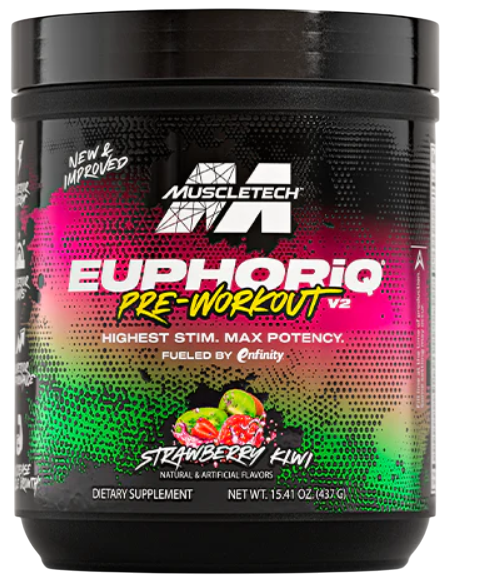 NEW &
IMPROVED
MUSCLETECH™
EUPHORiQ®
PRE-WORKOUT V2
HIGHEST STIM. MAX POTENCY.
FUELED BY enfinity
STRAWBERRY KIWI
NATURAL & ARTIFICIAL FLAVORS
DIETARY SUPPLEMENT NET WT. 15.41 OZ. (437 G)